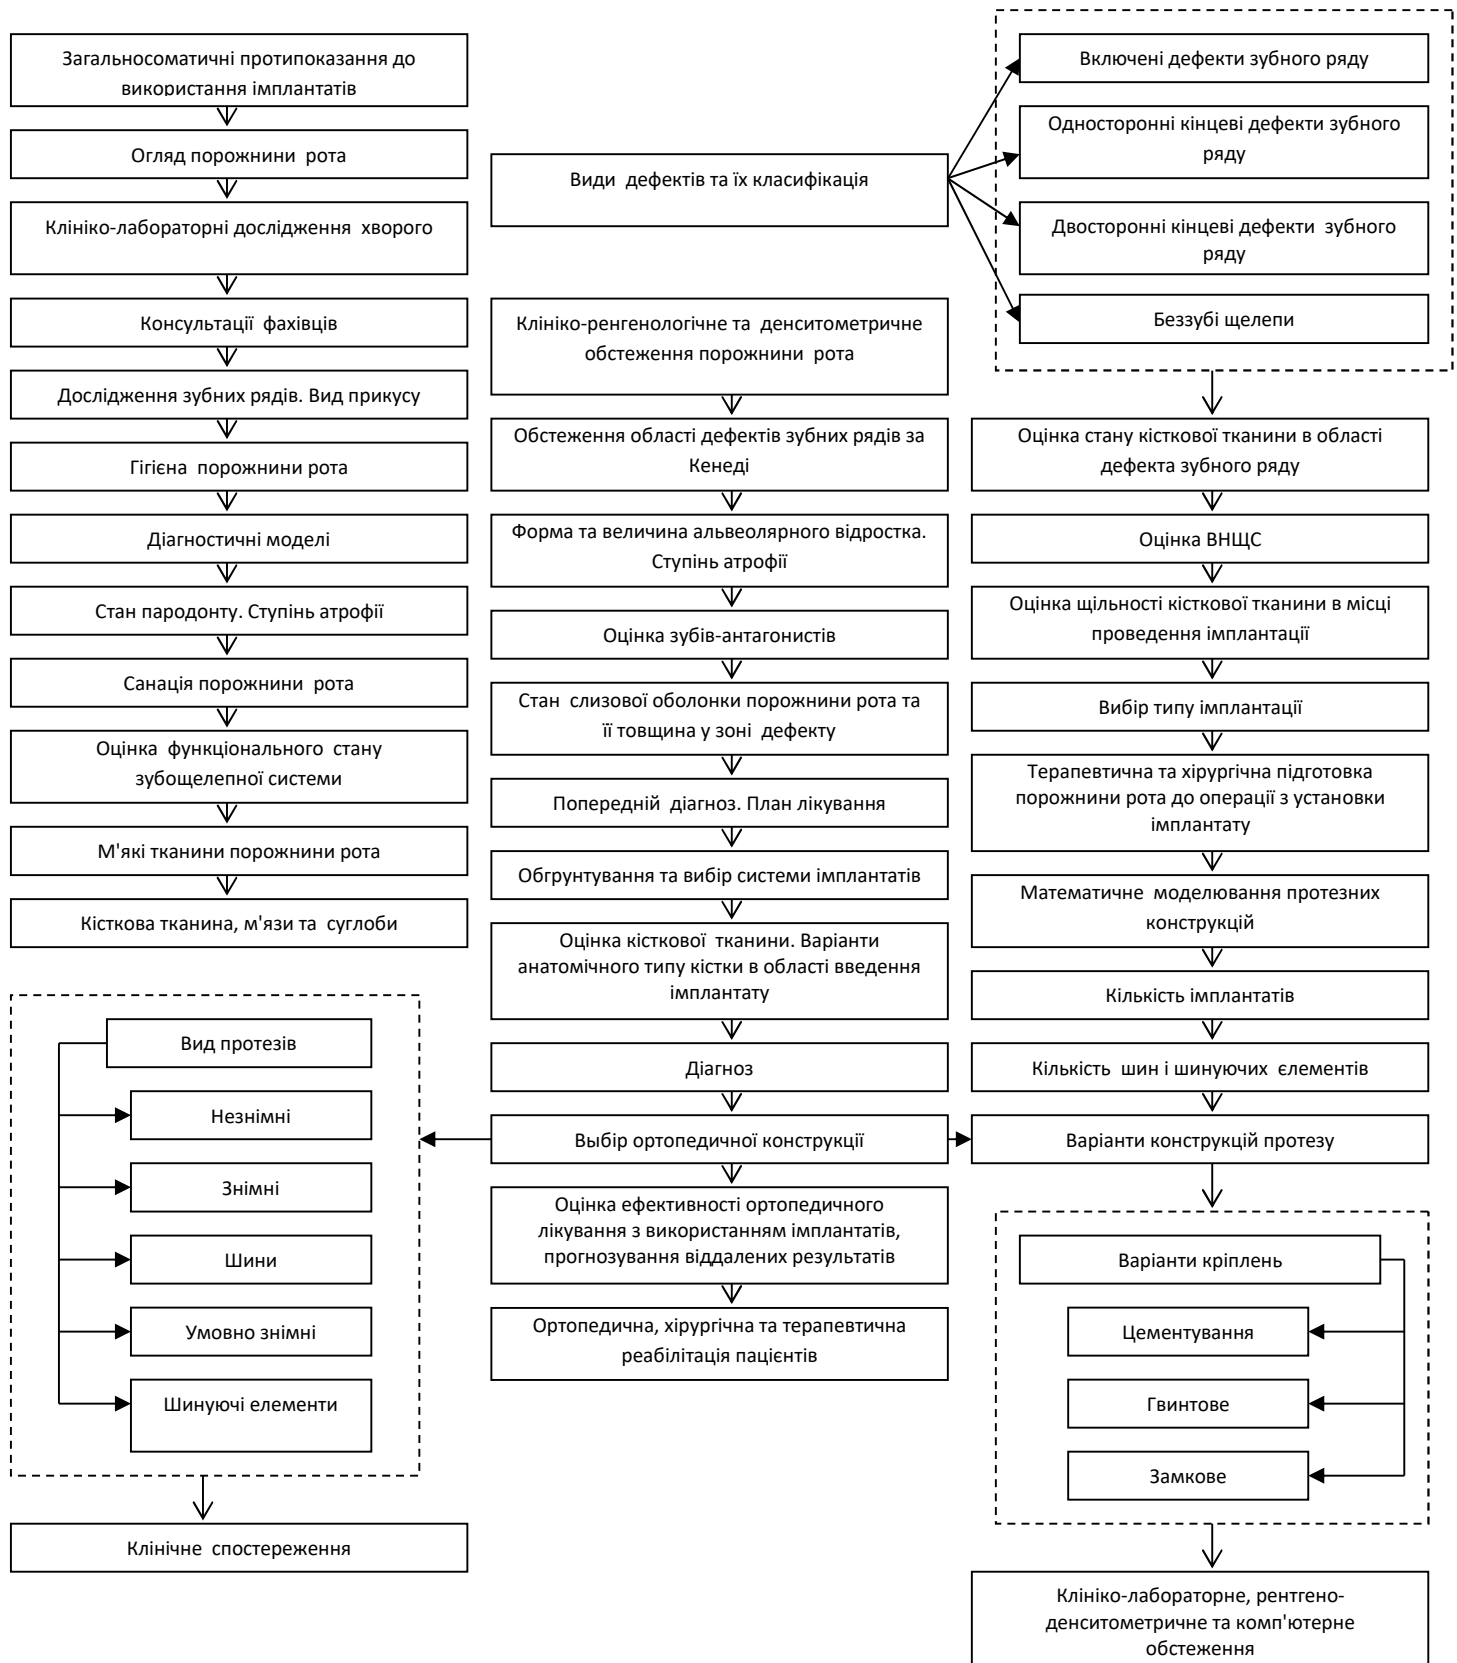 Загальносоматичні протипоказання до
використання імплантатів
Огляд порожнини рота
Клініко-лабораторні дослідження хворого
Консультації фахівців
Дослідження зубних рядів. Вид прикусу
Гігієна порожнини рота
Діагностичні моделі
Стан пародонту. Ступінь атрофії
Санація порожнини рота
Оцінка функціонального стану
зубощелепної системи
М'які тканини порожнини рота
Кісткова тканина, м'язи та суглоби
Вид протезів
Незнімні
Знімні
Шини
Умовно знімні
Шинуючі елементи
Клінічне спостереження
Види дефектів та їх класифікація
Клініко-ренгенологічне та денситометричне
обстеження порожнини рота
Обстеження області дефектів зубних рядів за
Кенеді
Форма та величина альвеолярного відростка.
Ступінь атрофії
Оцінка зубів-антагонистів
Стан слизової оболонки порожнини рота та
її товщина у зоні дефекту
Попередній діагноз. План лікування
Обгрунтування та вибір системи імплантатів
Оцінка кісткової тканини. Варіанти
анатомічного типу кістки в області введення
імплантату
Діагноз
Выбір ортопедичної конструкції
Оцінка ефективності ортопедичного
лікування з використанням імплантатів,
прогнозування віддалених результатів
Ортопедична, хірургічна та терапевтична
реабілітація пацієнтів
Включені дефекти зубного ряду
Односторонні кінцеві дефекти зубного
ряду
Двосторонні кінцеві дефекти зубного
ряду
Беззубі щелепи
Оцінка стану кісткової тканини в області
дефекта зубного ряду
Оцінка ВНЩС
Оцінка щільності кісткової тканини в місці
проведення імплантації
Вибір типу імплантації
Терапевтична та хірургічна підготовка
порожнини рота до операції з установки
імплантату
Математичне моделювання протезних
конструкцій
Кількість імплантатів
Кількість шин і шинуючих єлементів
Варіанти конструкцій протезу
Варіанти кріплень
Цементування
Гвинтове
Замкове
Клініко-лабораторне, рентгено-
денситометричне та комп'ютерне
обстеження